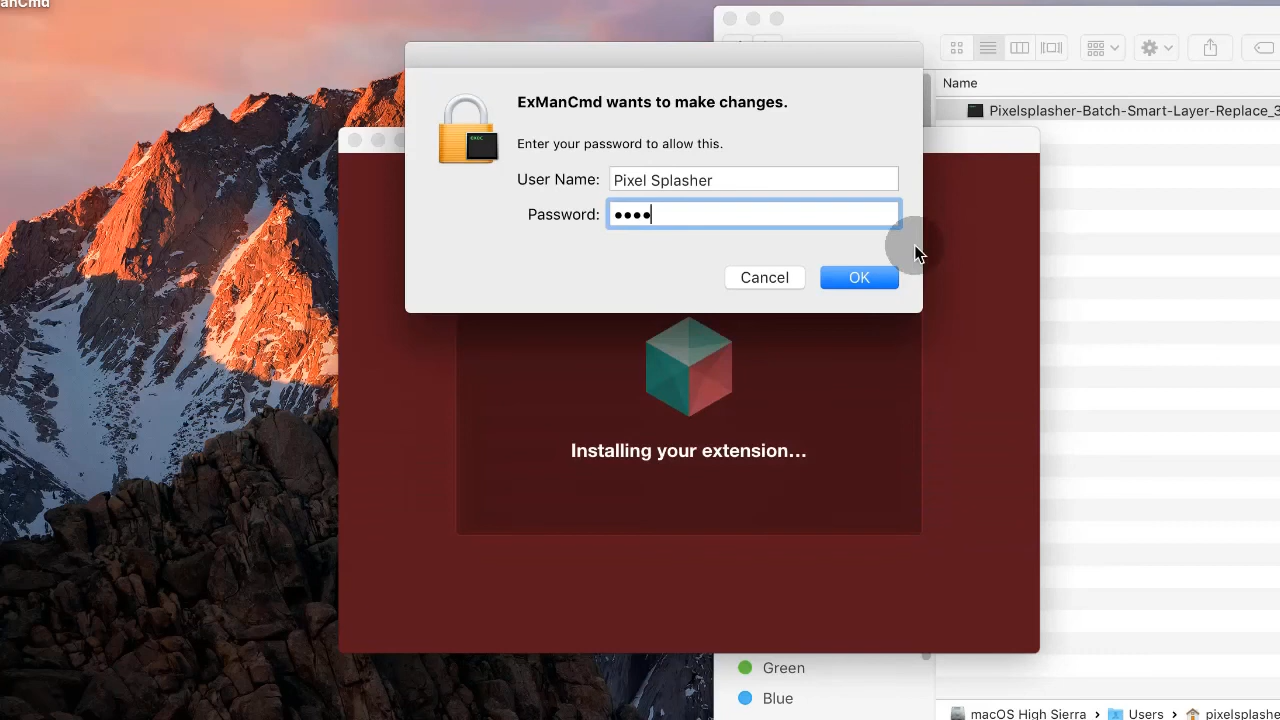 anCmd
ExManCmd wants to make changes.
Enter your password to allow this.
User Name: Pixel Splasher
Password: ••••
Cancel OK
Name
Pixelsplasher-Batch-Smart-Layer-Replace_3
exec
Installing your extension...
Green
Blue
macOS High Sierra › Users › pixelsplashe